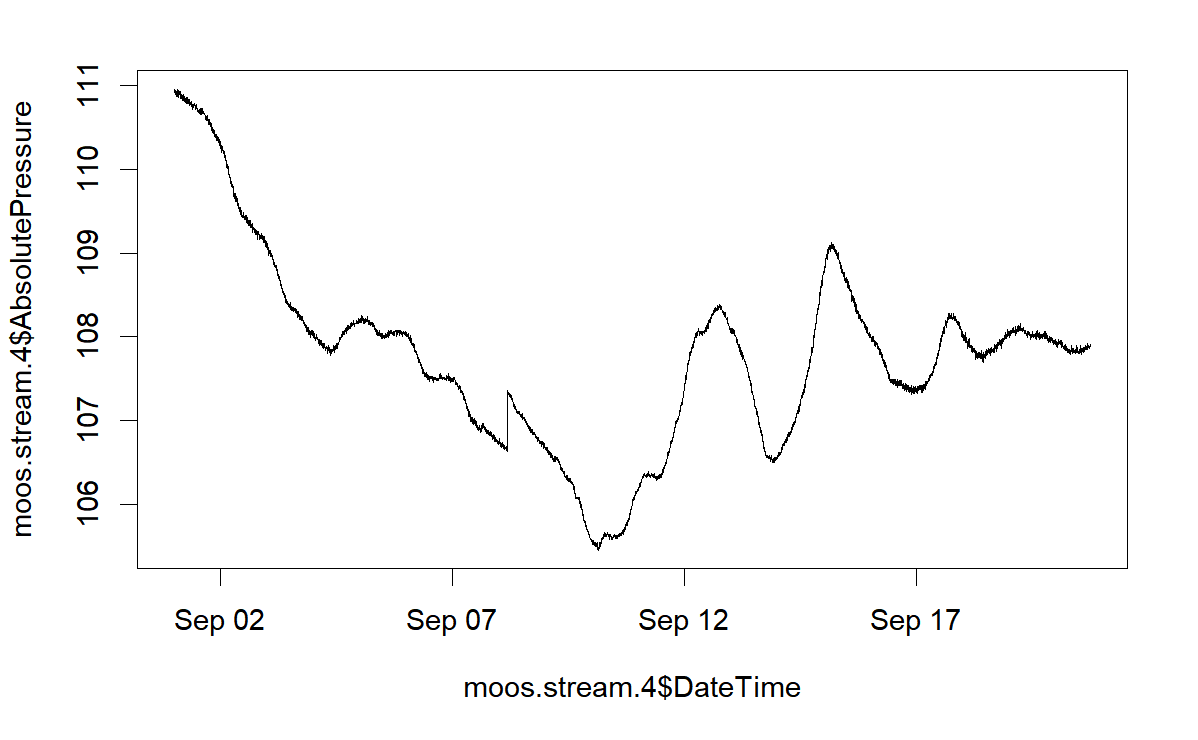 moos.stream.4$AbsolutePressure
111
110
109
108
107
106
Sep 02
Sep 07
Sep 12
Sep 17
moos.stream.4$DateTime